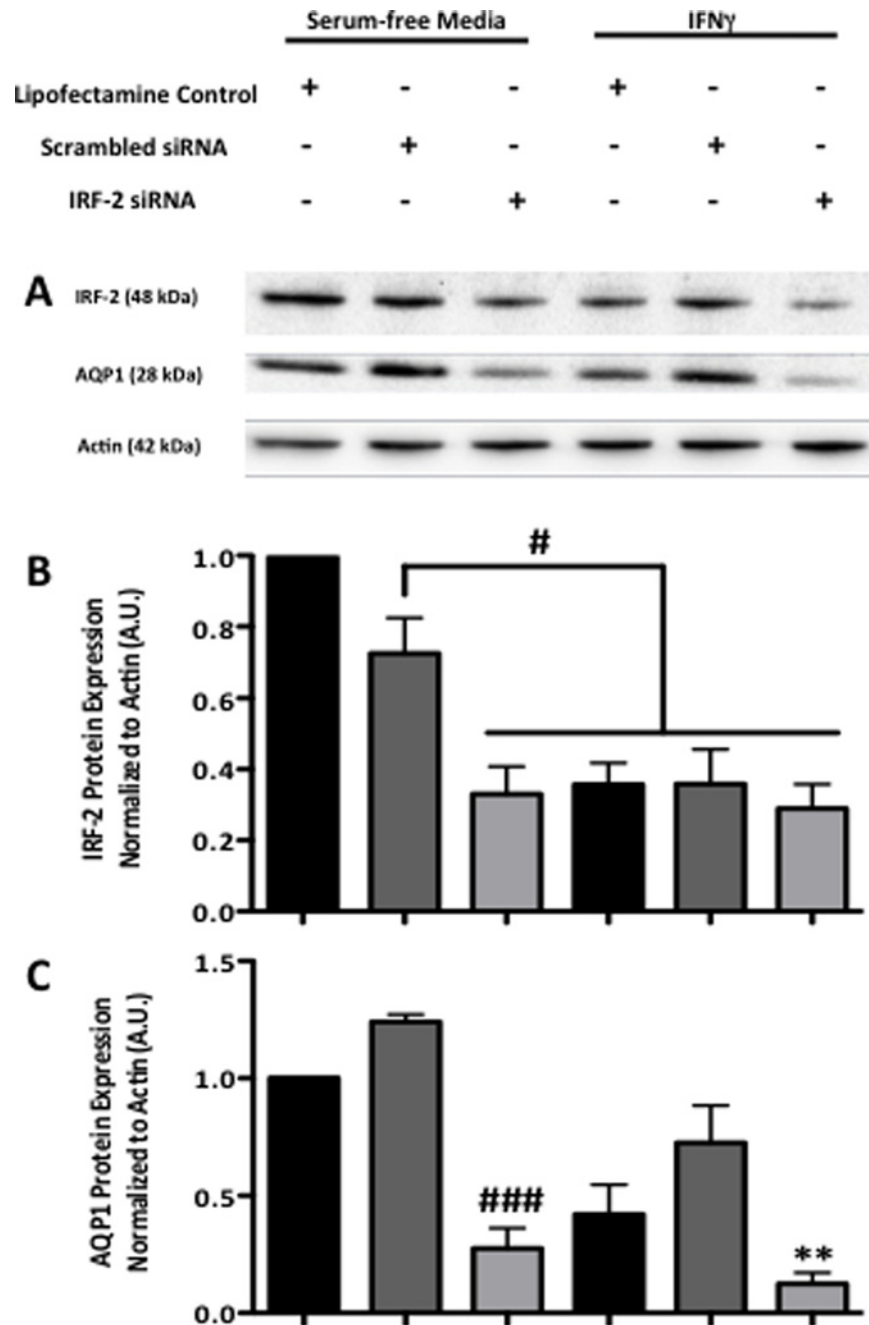 Serum-free Media IFNγ
Lipofectamine Control + - - + - -
Scrambled siRNA - + - - + -
IRF-2 siRNA - - + - - +
A
IRF-2 (48 kDa)
AQP1 (28 kDa)
Actin (42 kDa)
B
IRF-2 Protein Expression
Normalized to Actin (A.U.)
1.0
0.8
0.6
0.4
0.2
0.0
#
C
AQP1 Protein Expression
Normalized to Actin (A.U.)
1.5
1.0
0.5
0.0
###
**